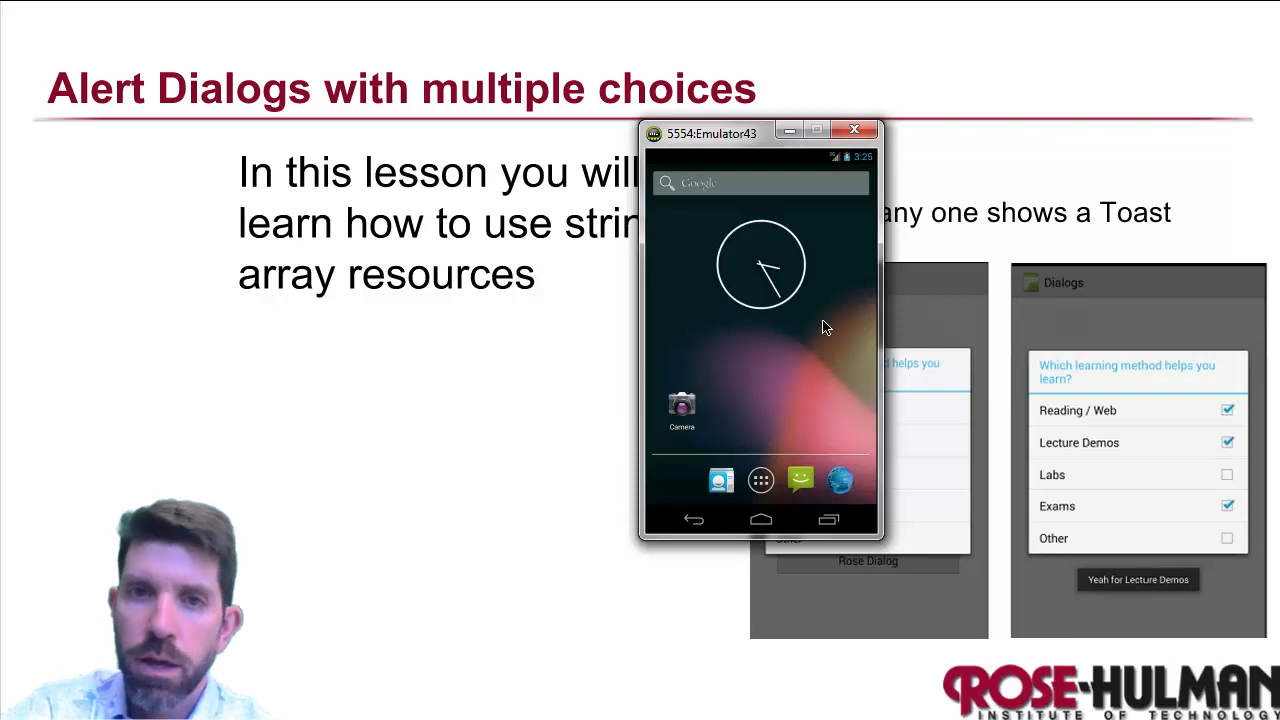 Alert Dialogs with multiple choices
In this lesson you will
learn how to use strin
array resources
any one shows a Toast
5554:Emulator43
3:25
Google
Camera
helps you
Rose Dialog
Dialogs
Which learning method helps you
learn?
Reading / Web
Lecture Demos
Labs
Exams
Other
Yeah for Lecture Demos
ROSE-HULMAN
INSTITUTE OF TECHNOLOGY